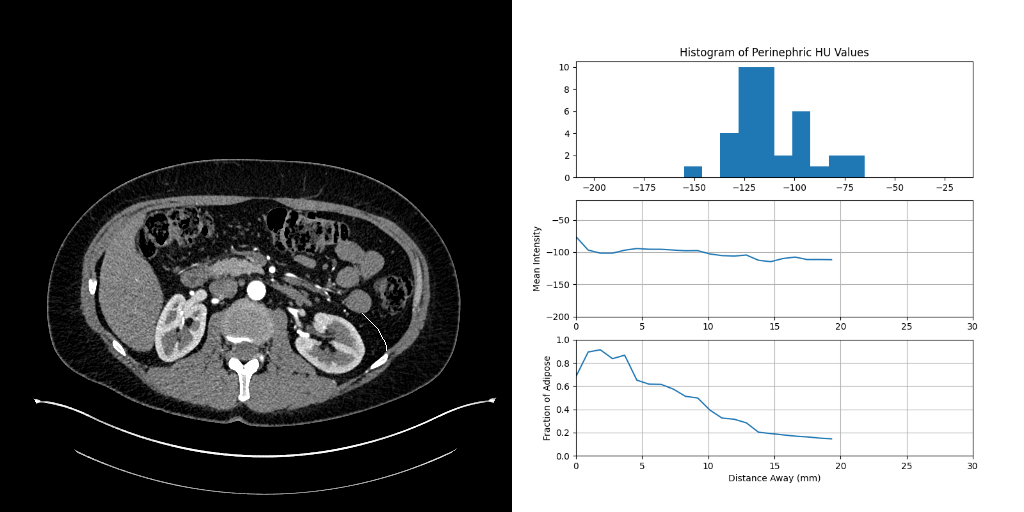 Histogram of Perinephric HU Values
10
8
6
4
2
0
−200 −175 −150 −125 −100 −75 −50 −25
Mean Intensity
−50
−100
−150
−200
0 5 10 15 20 25 30
Fraction of Adipose
1.0
0.8
0.6
0.4
0.2
0.0
0 5 10 15 20 25 30
Distance Away (mm)